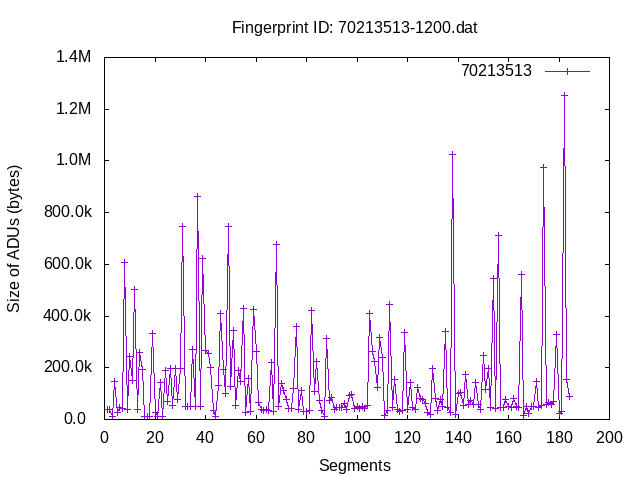 Fingerprint ID: 70213513-1200.dat
70213513
Size of ADUs (bytes)
1.4M
1.2M
1.0M
800.0k
600.0k
400.0k
200.0k
0.0
0 20 40 60 80 100 120 140 160 180 200
Segments